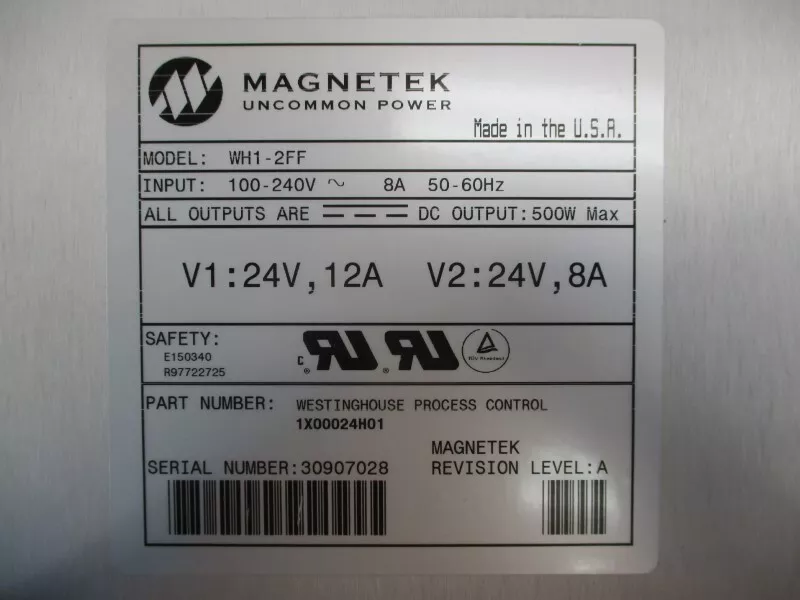 MAGNETEK
UNCOMMON POWER
Made in the U.S.A.
MODEL: WH1-2FF
INPUT: 100-240V ~ 8A 50-60Hz
ALL OUTPUTS ARE DC OUTPUT:500W Max
V1:24V,12A V2:24V,8A
SAFETY:
E150340
R97722725
c RU ® RU ®
PART NUMBER: WESTINGHOUSE PROCESS CONTROL
1X00024H01
MAGNETEK
SERIAL NUMBER:30907028 REVISION LEVEL:A